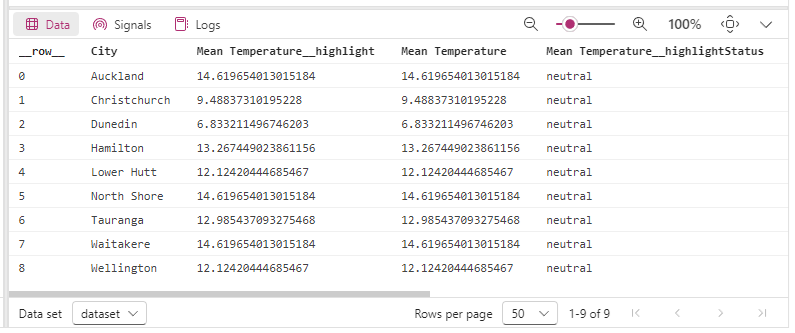 Data Signals Logs 100%
__row__ City Mean Temperature__highlight Mean Temperature Mean Temperature__highlightStatus
0 Auckland 14.619654013015184 14.619654013015184 neutral
1 Christchurch 9.48837310195228 9.48837310195228 neutral
2 Dunedin 6.833211496746203 6.833211496746203 neutral
3 Hamilton 13.267449023861156 13.267449023861156 neutral
4 Lower Hutt 12.12420444685467 12.12420444685467 neutral
5 North Shore 14.619654013015184 14.619654013015184 neutral
6 Tauranga 12.985437093275468 12.985437093275468 neutral
7 Waitakere 14.619654013015184 14.619654013015184 neutral
8 Wellington 12.12420444685467 12.12420444685467 neutral
Data set dataset Rows per page 50 1-9 of 9